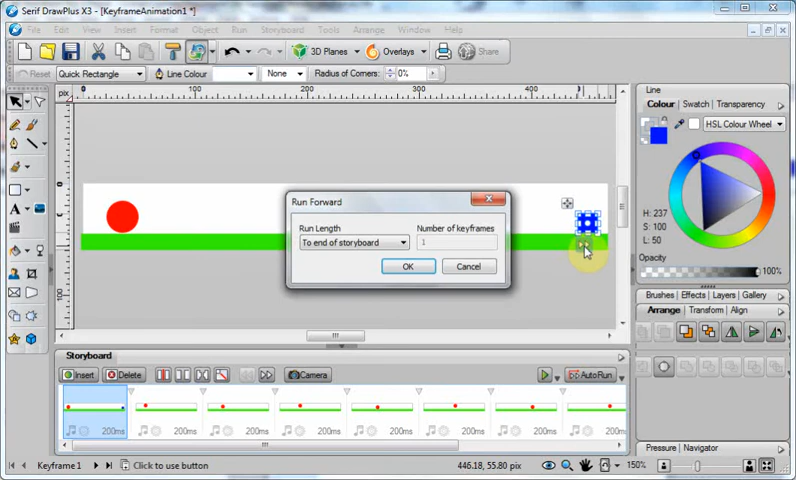 Serif DrawPlus X3 - [KeyframeAnimation1 *]
File Edit View Insert Format Run Storyboard Tools Arrange Window Help
3D Planes Overlays Share
Reset Quick Rectangle Line Colour None Radius of Corners: 0%
0 100 200 300 400
Line
Colour Swatch Transparency
HSL Colour Wheel
H: 237
S: 100
L: 50
Opacity
100%
Brushes Effects Layers Gallery
Arrange Transform Align
Pressure Navigator
0
100
A
Run Forward
Run Length Number of keyframes
To end of storyboard 1
OK Cancel
Storyboard
Insert Delete Camera AutoRun
200ms 200ms 200ms 200ms 200ms 200ms 200ms 200ms
Keyframe 1 Click to use button 446.18, 55.80 pix 150%